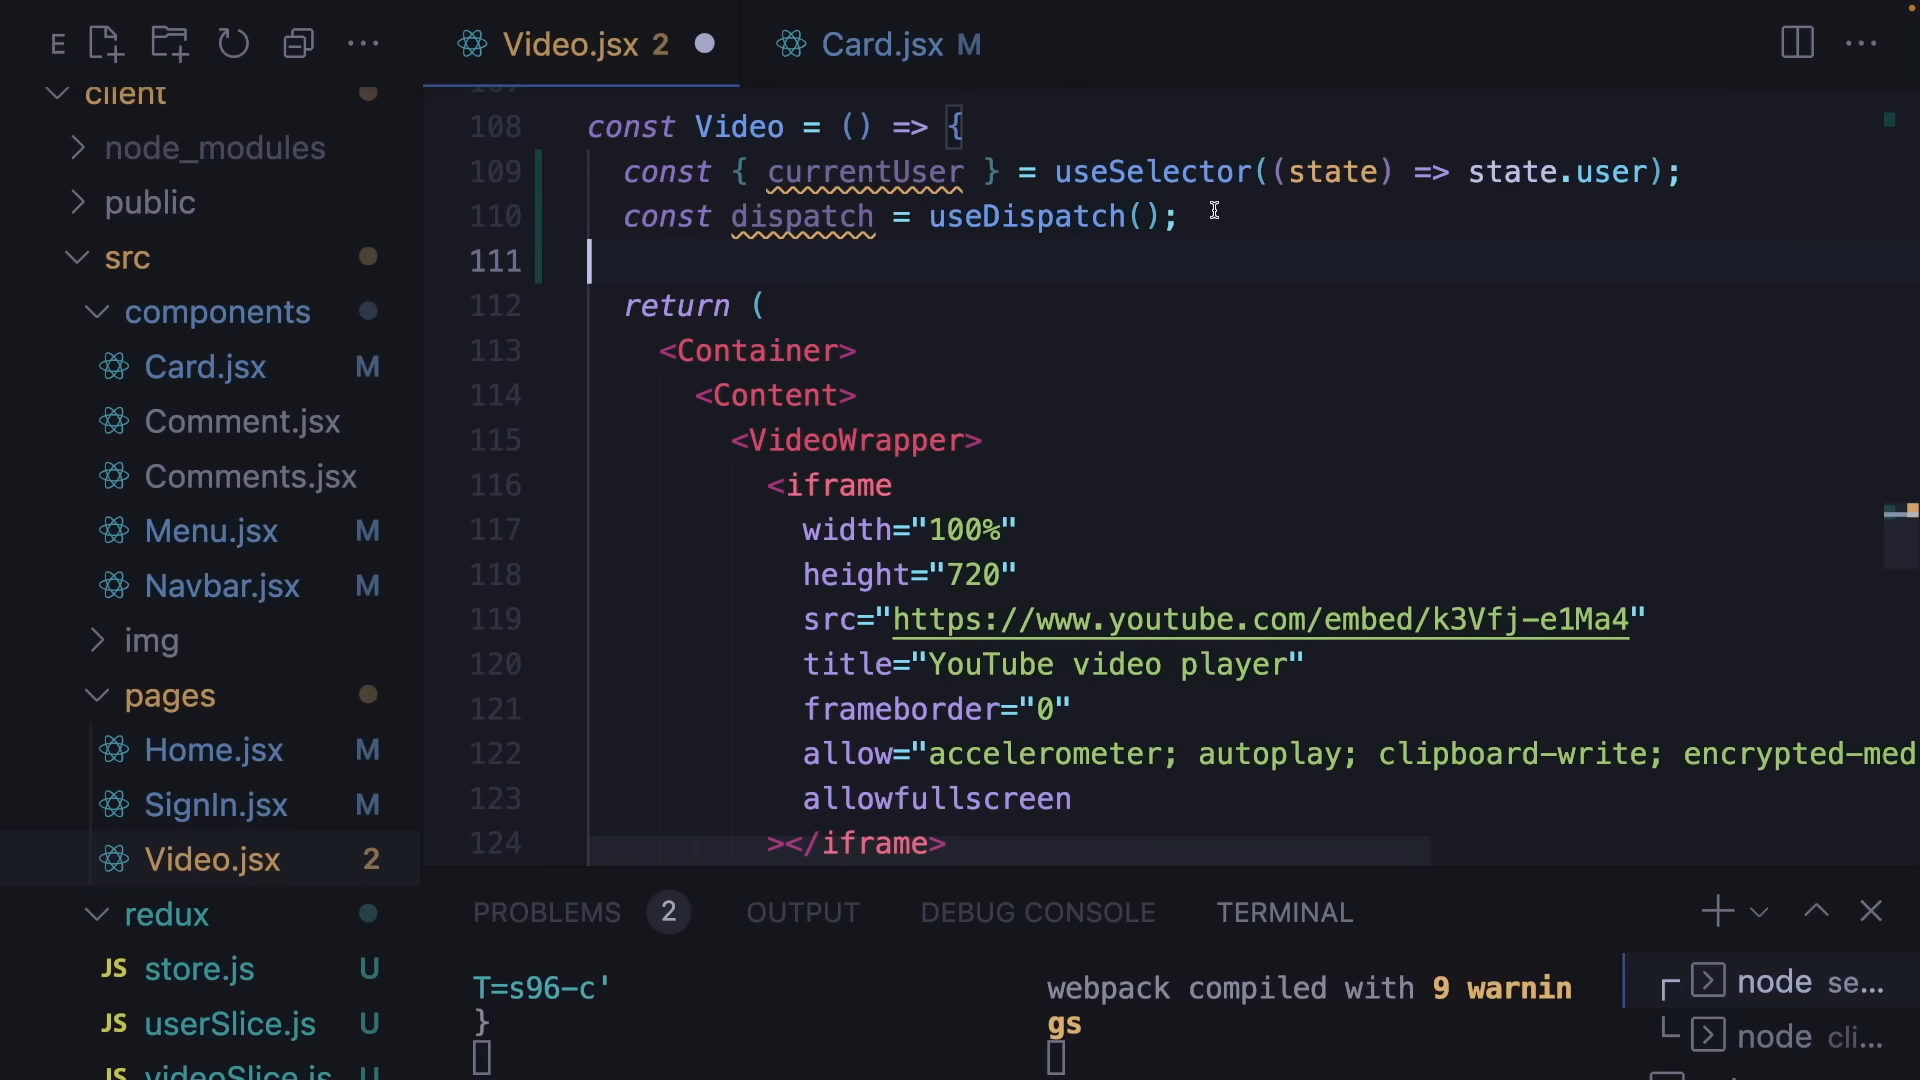 E
Video.jsx 2
Card.jsx M
client
node_modules
public
src
components
Card.jsx M
Comment.jsx
Comments.jsx
Menu.jsx M
Navbar.jsx M
img
pages
Home.jsx M
SignIn.jsx M
Video.jsx 2
redux
JS store.js U
JS userSlice.js U
JS videoSlice.js U
108 const Video = () => {
109 const { currentUser } = useSelector((state) => state.user);
110 const dispatch = useDispatch();
111
112 return (
113 <Container>
114 <Content>
115 <VideoWrapper>
116 <iframe
117 width="100%"
118 height="720"
119 src="https://www.youtube.com/embed/k3Vfj-e1Ma4"
120 title="YouTube video player"
121 frameborder="0"
122 allow="accelerometer; autoplay; clipboard-write; encrypted-med
123 allowfullscreen
124 ></iframe>
PROBLEMS 2 OUTPUT DEBUG CONSOLE TERMINAL
T=s96-c'
}
webpack compiled with 9 warnin
gs
node se...
node cli...